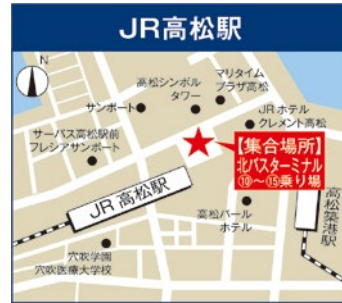 JR高松駅
N
マリタイム
プラザ高松
高松シンボル
タワー
サンポート
JRホテル
クレメント高松
サーパス高松駅前
フレシアサンポート
【集合場所】
北バスターミナル
⑩～⑮乗り場
JR高松駅
高松築港駅
高松パール
ホテル
穴吹学園
穴吹医療大学校